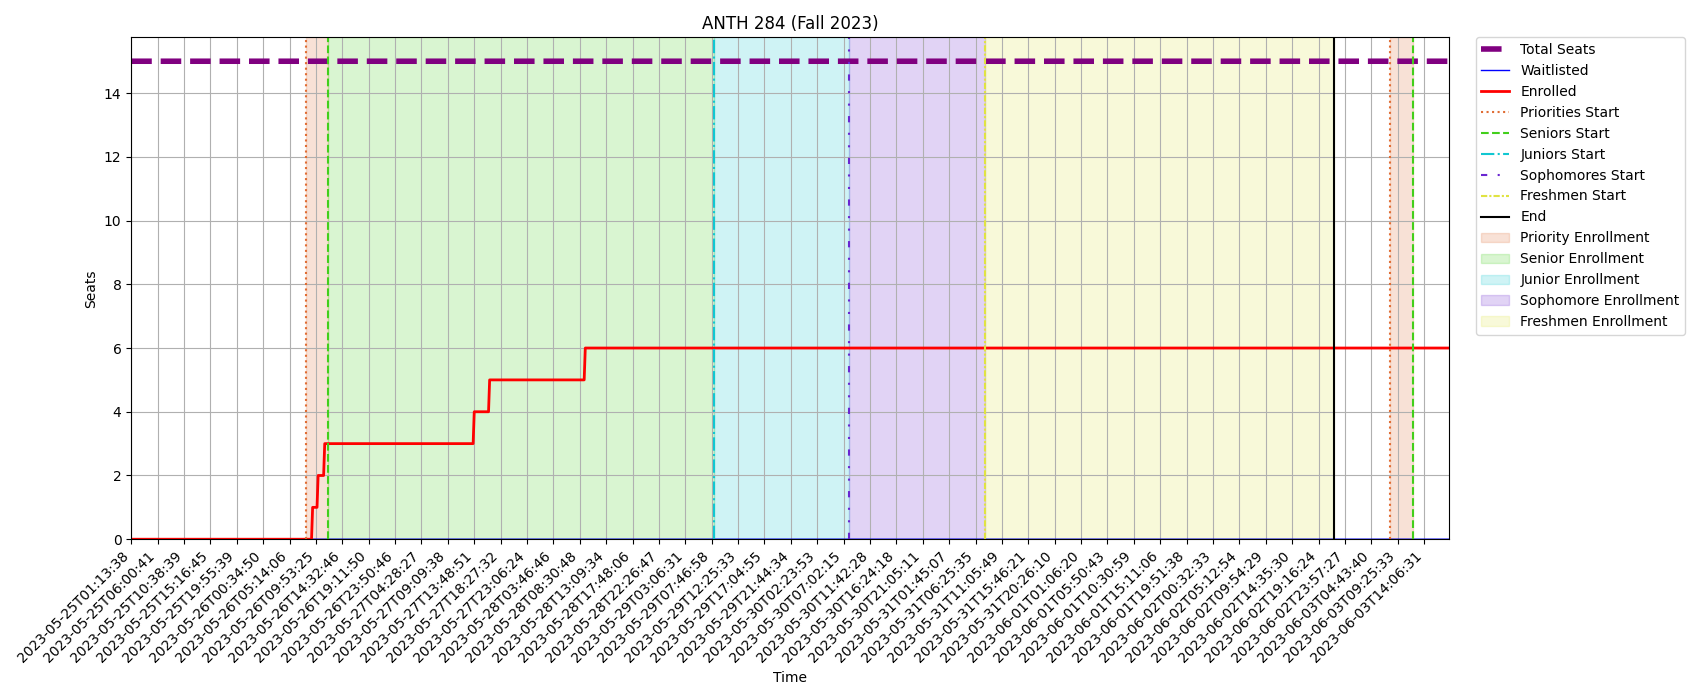 ANTH 284 (Fall 2023)
Seats
14
12
10
8
6
4
2
0
2023-05-25T01:13:38
2023-05-25T06:00:41
2023-05-25T10:38:39
2023-05-25T15:16:45
2023-05-25T19:55:39
2023-05-26T00:34:50
2023-05-26T05:14:06
2023-05-26T09:53:25
2023-05-26T14:32:46
2023-05-26T19:11:50
2023-05-26T23:50:46
2023-05-27T04:28:27
2023-05-27T09:09:38
2023-05-27T13:48:51
2023-05-27T18:27:32
2023-05-27T23:06:24
2023-05-28T03:46:46
2023-05-28T08:30:48
2023-05-28T13:09:34
2023-05-28T17:48:06
2023-05-28T22:26:47
2023-05-29T03:06:31
2023-05-29T07:46:58
2023-05-29T12:25:33
2023-05-29T17:04:55
2023-05-29T21:44:34
2023-05-30T02:23:53
2023-05-30T07:02:15
2023-05-30T11:42:28
2023-05-30T16:24:18
2023-05-30T21:05:11
2023-05-31T01:45:07
2023-05-31T06:25:35
2023-05-31T11:05:49
2023-05-31T15:46:21
2023-05-31T20:26:10
2023-06-01T01:06:20
2023-06-01T05:50:43
2023-06-01T10:30:59
2023-06-01T15:11:06
2023-06-01T19:51:38
2023-06-02T00:32:33
2023-06-02T05:12:54
2023-06-02T09:54:29
2023-06-02T14:35:30
2023-06-02T19:16:24
2023-06-02T23:57:27
2023-06-03T04:43:40
2023-06-03T09:25:33
2023-06-03T14:06:31
Time
Total Seats
Waitlisted
Enrolled
Priorities Start
Seniors Start
Juniors Start
Sophomores Start
Freshmen Start
End
Priority Enrollment
Senior Enrollment
Junior Enrollment
Sophomore Enrollment
Freshmen Enrollment